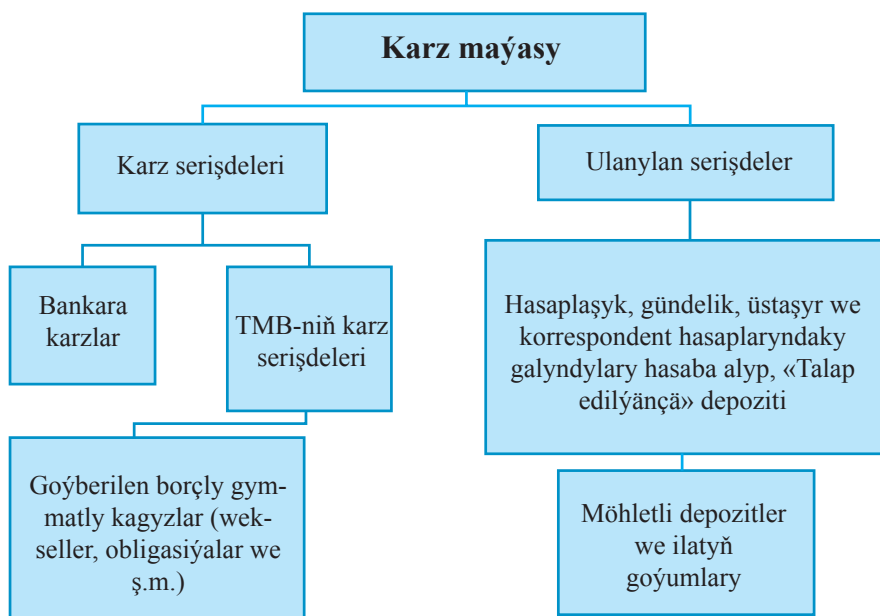 Karz maýasy
Karz serişdeleri
Ulanylan serişdeler
Bankara
karzlar
TMB-niň karz
serişdeleri
Hasaplaşyk, gündelik, üstaşyr we
korrespondent hasaplaryndaky
galyndylary hasaba alyp, «Talap
edilýänçä» depoziti
Goýberilen borçly gym-
matly kagyzlar (wek-
seller, obligasiýalar we
ş.m.)
Möhletli depozitler
we ilatyň
goýumlary